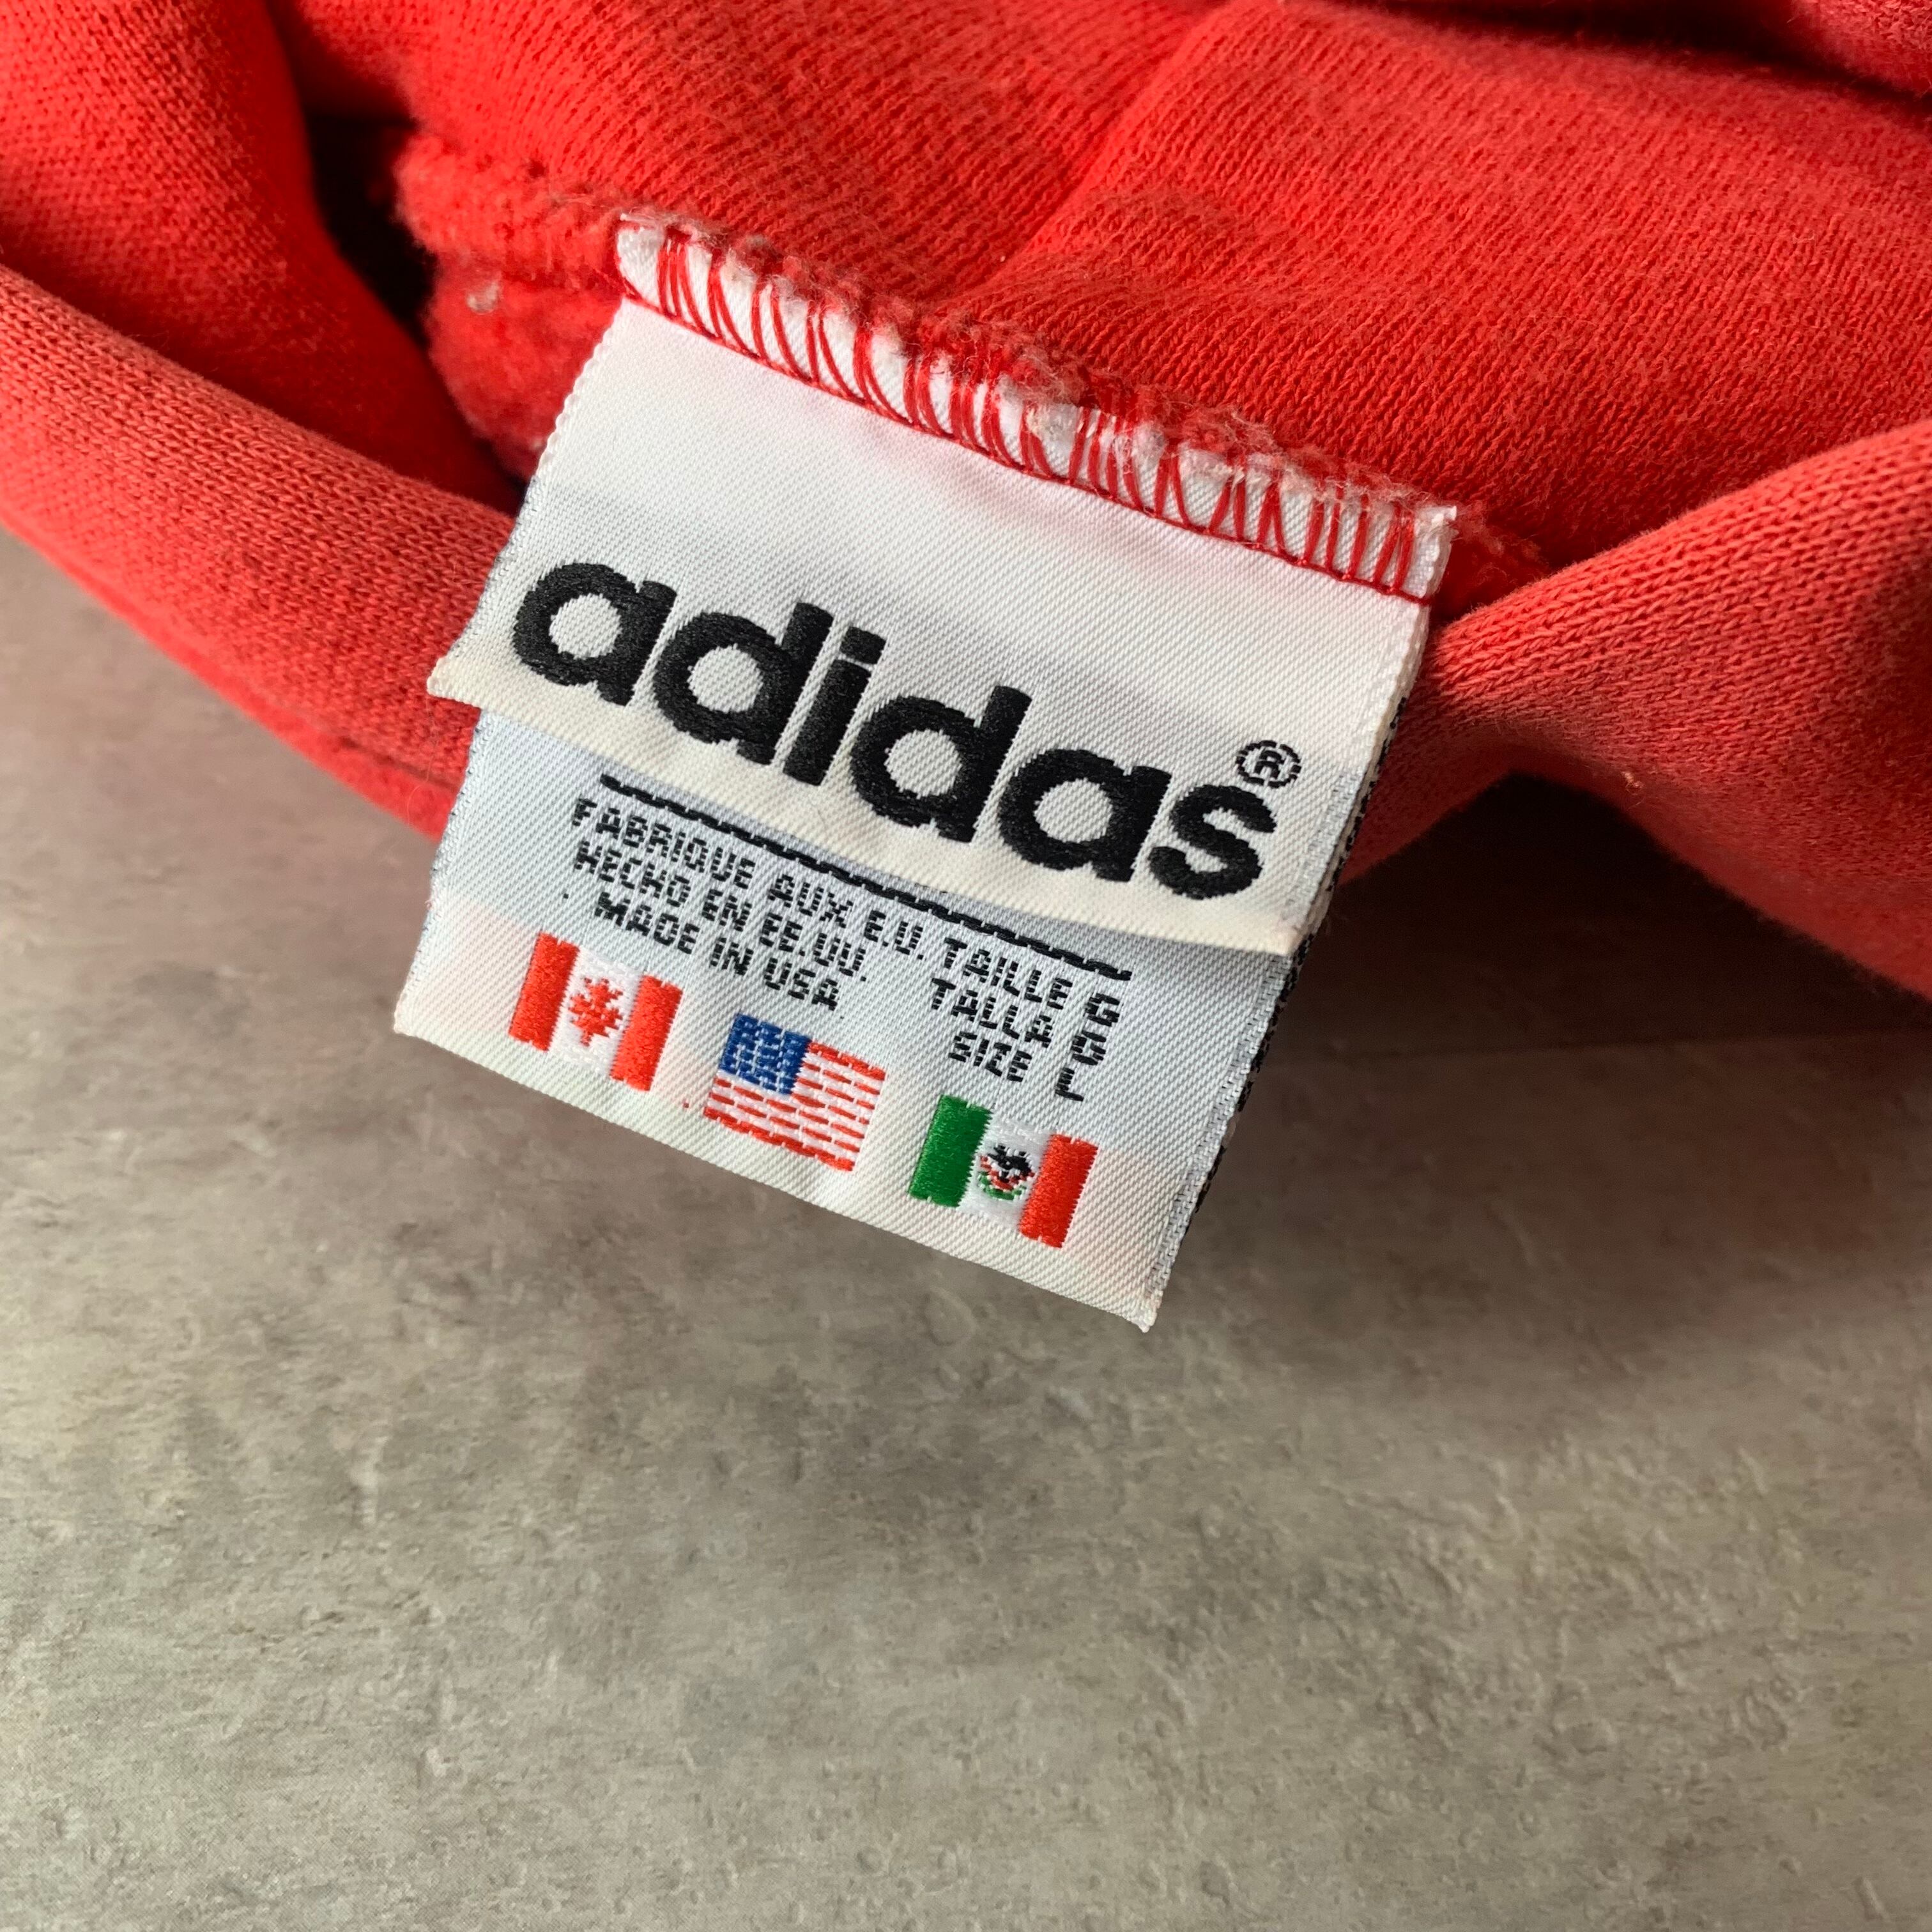 adidas®
FABRIQUE AUX E.U. TAILLE G
HECHO EN EE.UU. TALLA G
MADE IN USA SIZE L